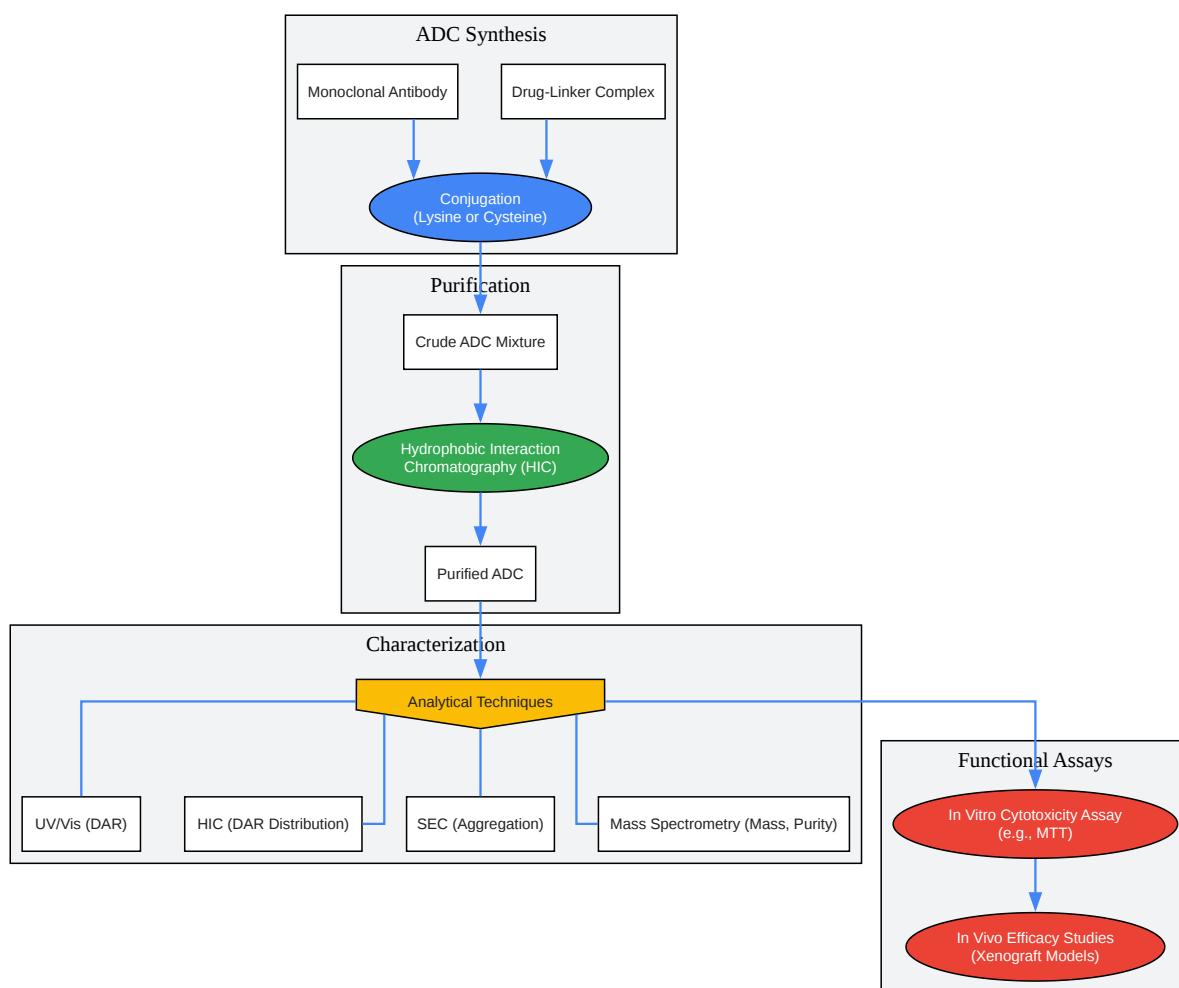 ADC Synthesis
Monoclonal Antibody
Drug-Linker Complex
Conjugation
(Lysine or Cysteine)
Purification
Crude ADC Mixture
Hydrophobic Interaction
Chromatography (HIC)
Purified ADC
Characterization
Analytical Techniques
UV/Vis (DAR)
HIC (DAR Distribution)
SEC (Aggregation)
Mass Spectrometry (Mass, Purity)
Functional Assays
In Vitro Cytotoxicity Assay
(e.g., MTT)
In Vivo Efficacy Studies
(Xenograft Models)